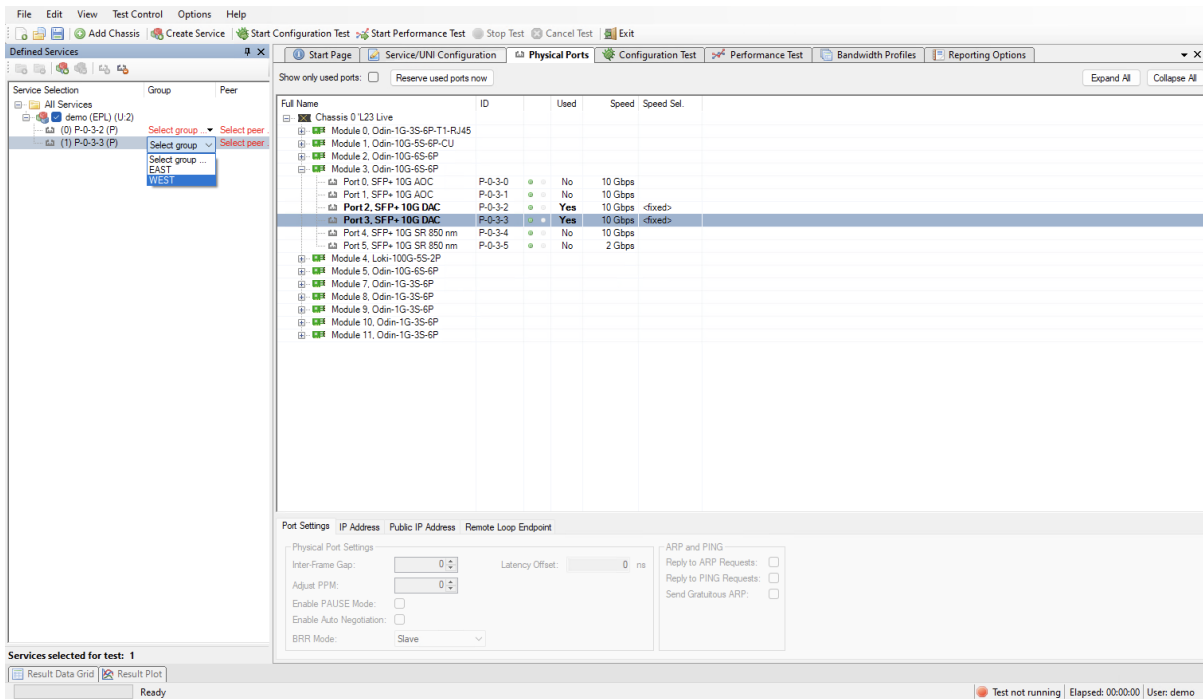 File Edit View Test Control Options Help
Add Chassis Create Service Start Configuration Test Start Performance Test Stop Test Cancel Test Exit
Defined Services
Start Page Service/UNI Configuration Physical Ports Configuration Test Performance Test Bandwidth Profiles Reporting Options
Show only used ports: Reserve used ports now Expand All Collapse All
Service Selection Group Peer
All Services
demo (EPL) (U:2)
(0) P-0-3-2 (P) Select group ... Select peer .
(1) P-0-3-3 (P) Select group Select peer .
Select group ...
EAST
WEST
Full Name ID Used Speed Speed Sel.
Chassis 0 'L23 Live
Module 0, Odin-1G-3S-6P-T1-RJ45
Module 1, Odin-10G-5S-6P-CU
Module 2, Odin-10G-6S-6P
Module 3, Odin-10G-6S-6P
Port 0, SFP+ 10G AOC P-0-3-0 No 10 Gbps
Port 1, SFP+ 10G AOC P-0-3-1 No 10 Gbps
Port 2, SFP+ 10G DAC P-0-3-2 Yes 10 Gbps <fixed>
Port 3, SFP+ 10G DAC P-0-3-3 Yes 10 Gbps <fixed>
Port 4, SFP+ 10G SR 850 nm P-0-3-4 No 10 Gbps
Port 5, SFP+ 10G SR 850 nm P-0-3-5 No 2 Gbps
Module 4, Loki-100G-5S-2P
Module 5, Odin-10G-6S-6P
Module 7, Odin-1G-3S-6P
Module 8, Odin-1G-3S-6P
Module 9, Odin-1G-3S-6P
Module 10, Odin-1G-3S-6P
Module 11, Odin-1G-3S-6P
Port Settings IP Address Public IP Address Remote Loop Endpoint
Physical Port Settings
Inter-Frame Gap: 0 Latency Offset: 0 ns
Adjust PPM: 0
Enable PAUSE Mode:
Enable Auto Negotiation:
BRR Mode: Slave
ARP and PING
Reply to ARP Requests:
Reply to PING Requests:
Send Gratuitous ARP:
Services selected for test: 1
Result Data Grid Result Plot
Ready Test not running Elapsed: 00:00:00 User: demo